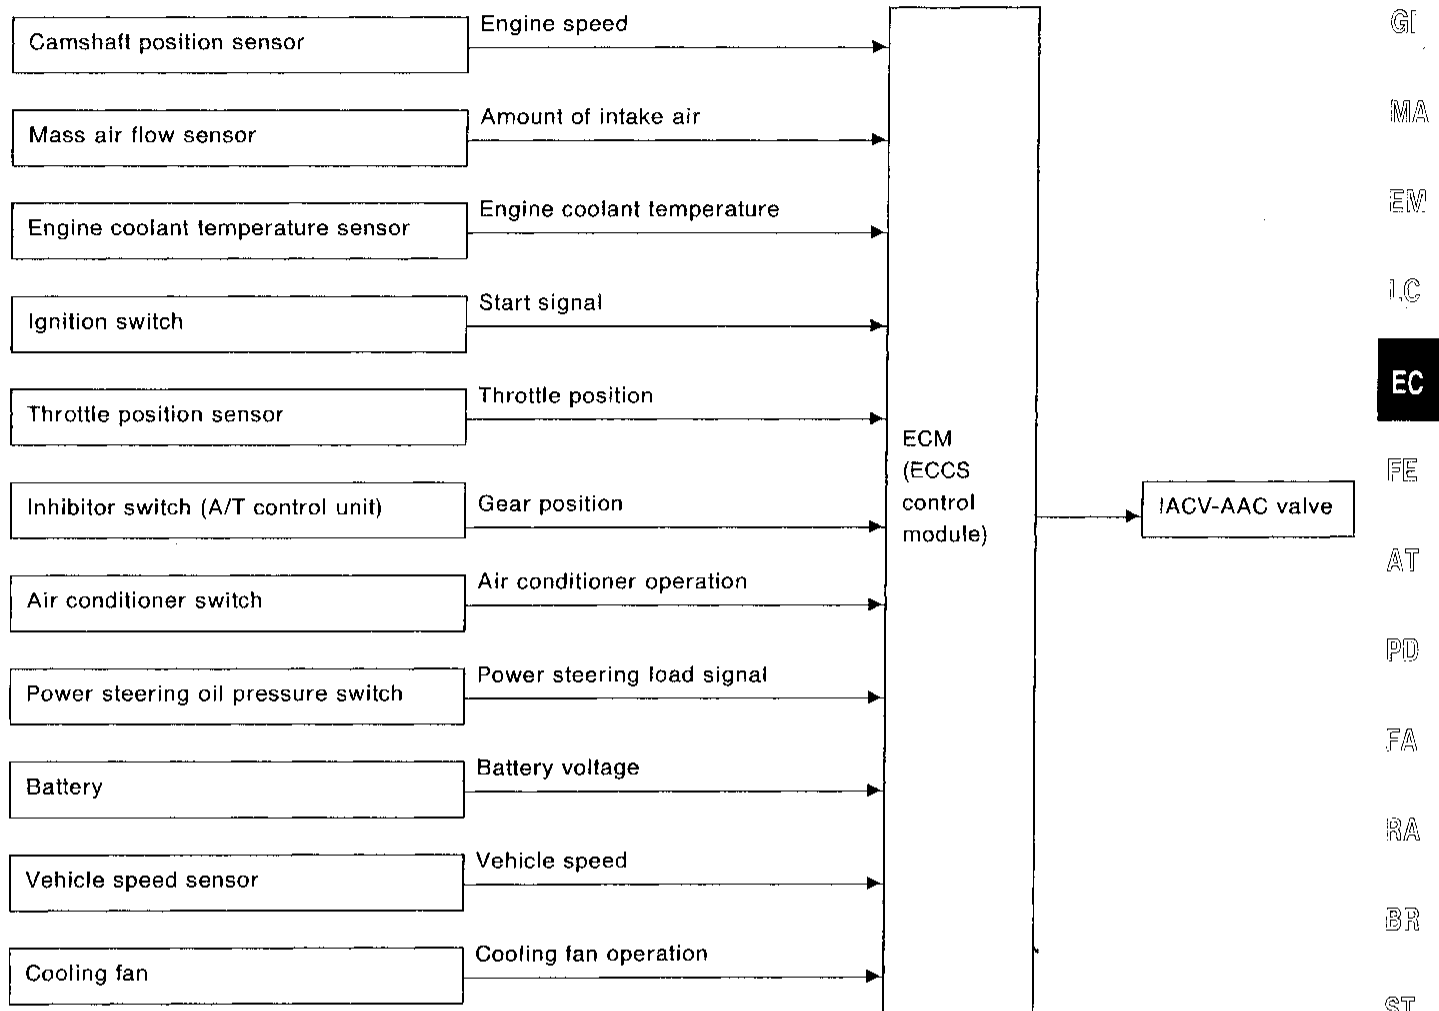 Camshaft position sensor
Engine speed
Mass air flow sensor
Amount of intake air
Engine coolant temperature sensor
Engine coolant temperature
Ignition switch
Start signal
Throttle position sensor
Throttle position
Inhibitor switch (A/T control unit)
Gear position
Air conditioner switch
Air conditioner operation
Power steering oil pressure switch
Power steering load signal
Battery
Battery voltage
Vehicle speed sensor
Vehicle speed
Cooling fan
Cooling fan operation
ECM
(ECCS
control
module)
IACV-AAC valve
GI
MA
EM
LC
EC
FE
AT
PD
FA
RA
BR
ST